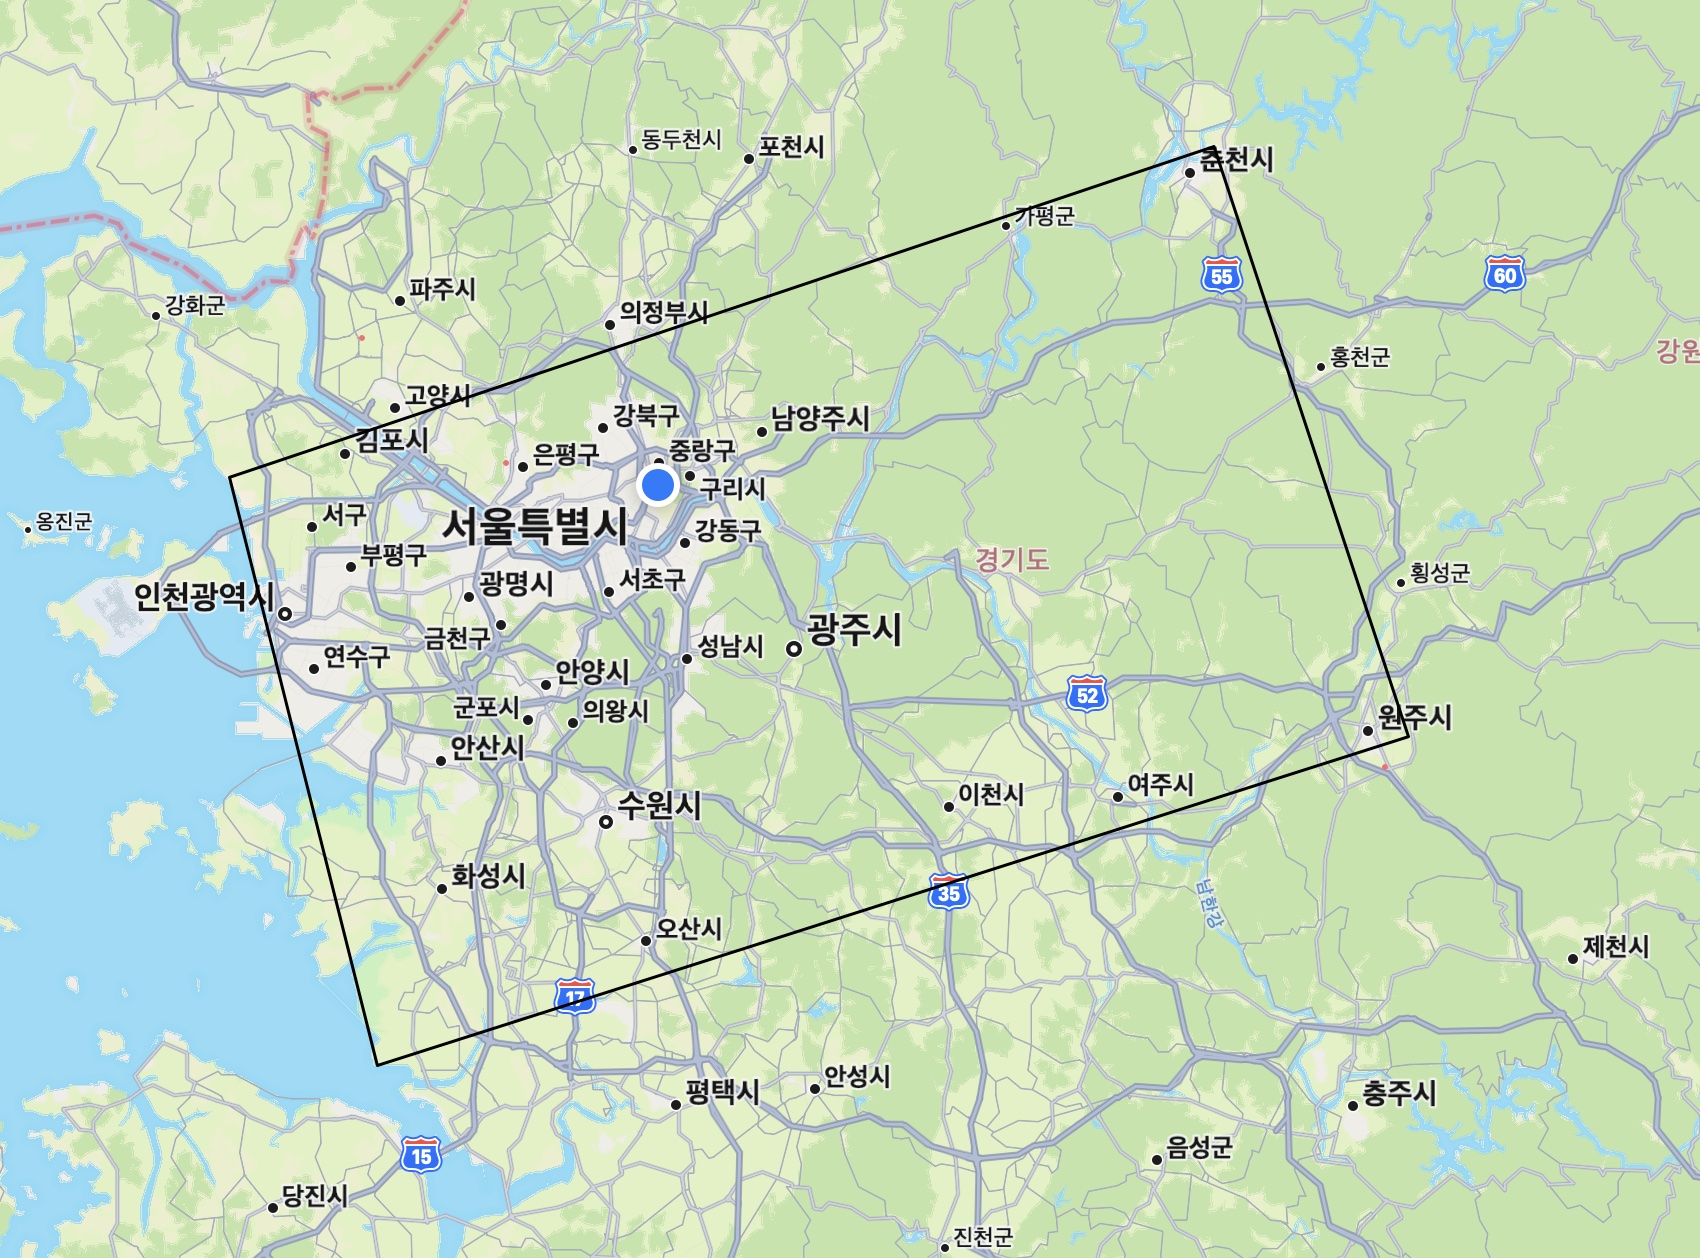 동두천시
포천시
춘천시
가평군
55
60
파주시
강화군
의정부시
강원
홍천군
고양시
강북구
남양주시
김포시
은평구
중랑구
구리시
서구
옹진군
서울특별시
강동구
부평구
경기도
횡성군
인천광역시
광명시
서초구
금천구
광주시
연수구
성남시
안양시
52
군포시
의왕시
원주시
안산시
수원시
이천시
여주시
화성시
35
남한강
오산시
제천시
17
평택시
안성시
충주시
15
음성군
당진시
진천군